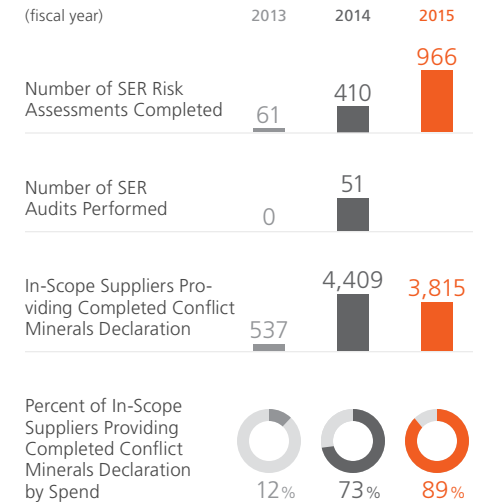 (fiscal year) 2013 2014 2015
966
Number of SER Risk 410
Assessments Completed 61
Number of SER 51
Audits Performed 0
In-Scope Suppliers Pro- 4,409 3,815
viding Completed Conflict
Minerals Declaration 537
Percent of In-Scope
Suppliers Providing
Completed Conflict
Minerals Declaration
by Spend 12% 73% 89%